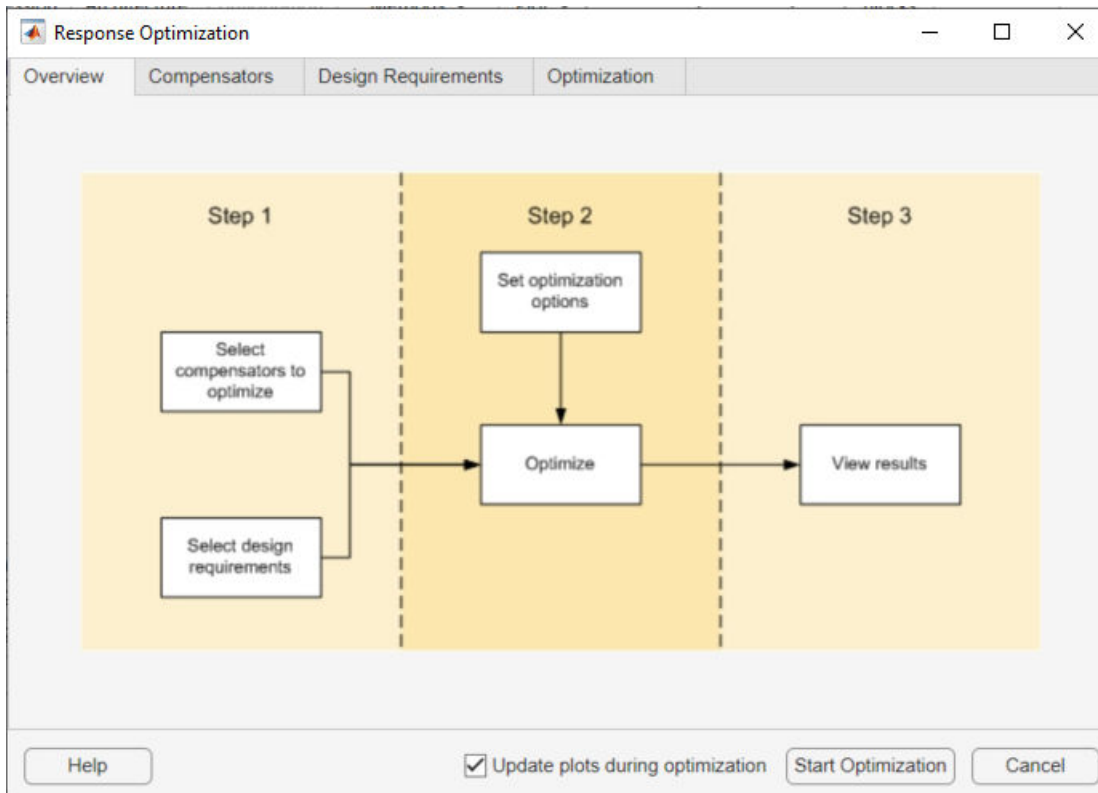 Response Optimization
Overview
Compensators
Design Requirements
Optimization
Step 1
Step 2
Step 3
Set optimization
options
Select
compensators to
optimize
Optimize
View results
Select design
requirements
Help
Update plots during optimization
Start Optimization
Cancel